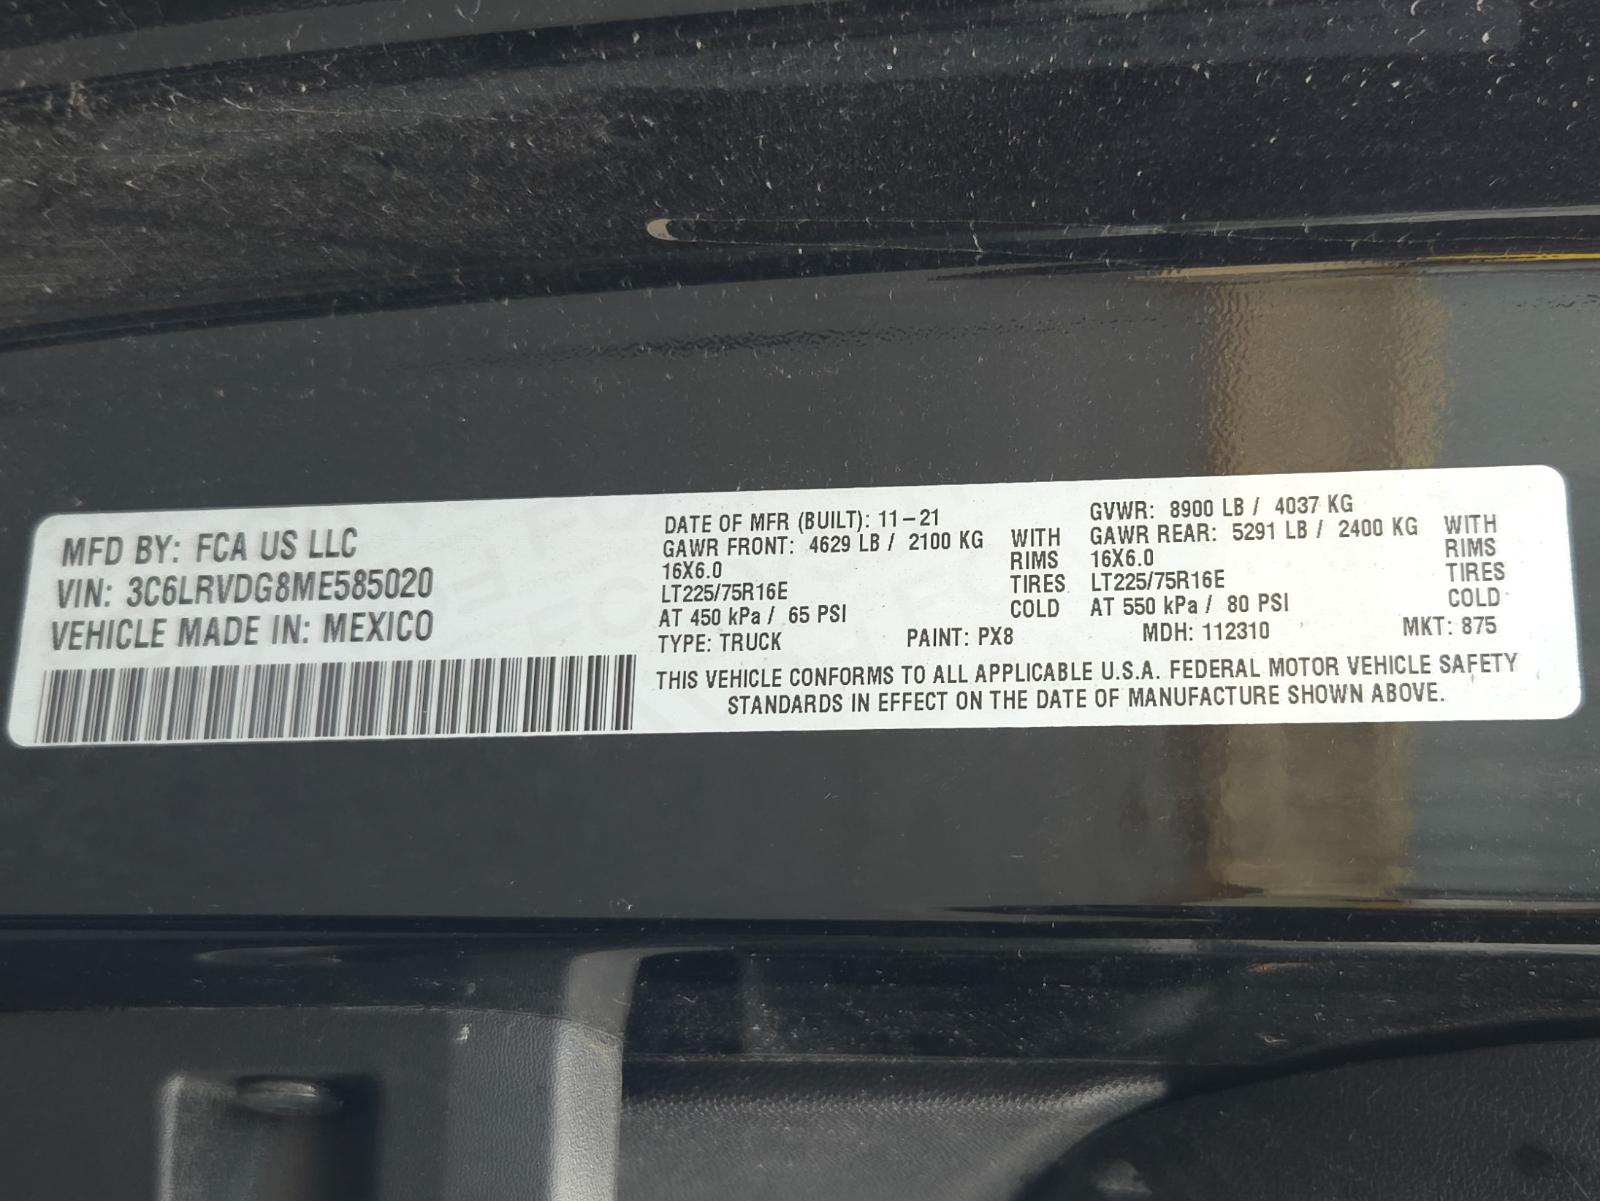 MFD BY: FCA US LLC
VIN: 3C6LRVDG8ME585020
VEHICLE MADE IN: MEXICO
DATE OF MFR (BUILT): 11-21
GAWR FRONT: 4629 LB / 2100 KG WITH
16X6.0 RIMS
LT225/75R16E TIRES
AT 450 kPa / 65 PSI COLD
GVWR: 8900 LB / 4037 KG
GAWR REAR: 5291 LB / 2400 KG WITH
16X6.0 RIMS
LT225/75R16E TIRES
AT 550 kPa / 80 PSI COLD
TYPE: TRUCK PAINT: PX8 MDH: 112310 MKT: 875
THIS VEHICLE CONFORMS TO ALL APPLICABLE U.S.A. FEDERAL MOTOR VEHICLE SAFETY
STANDARDS IN EFFECT ON THE DATE OF MANUFACTURE SHOWN ABOVE.